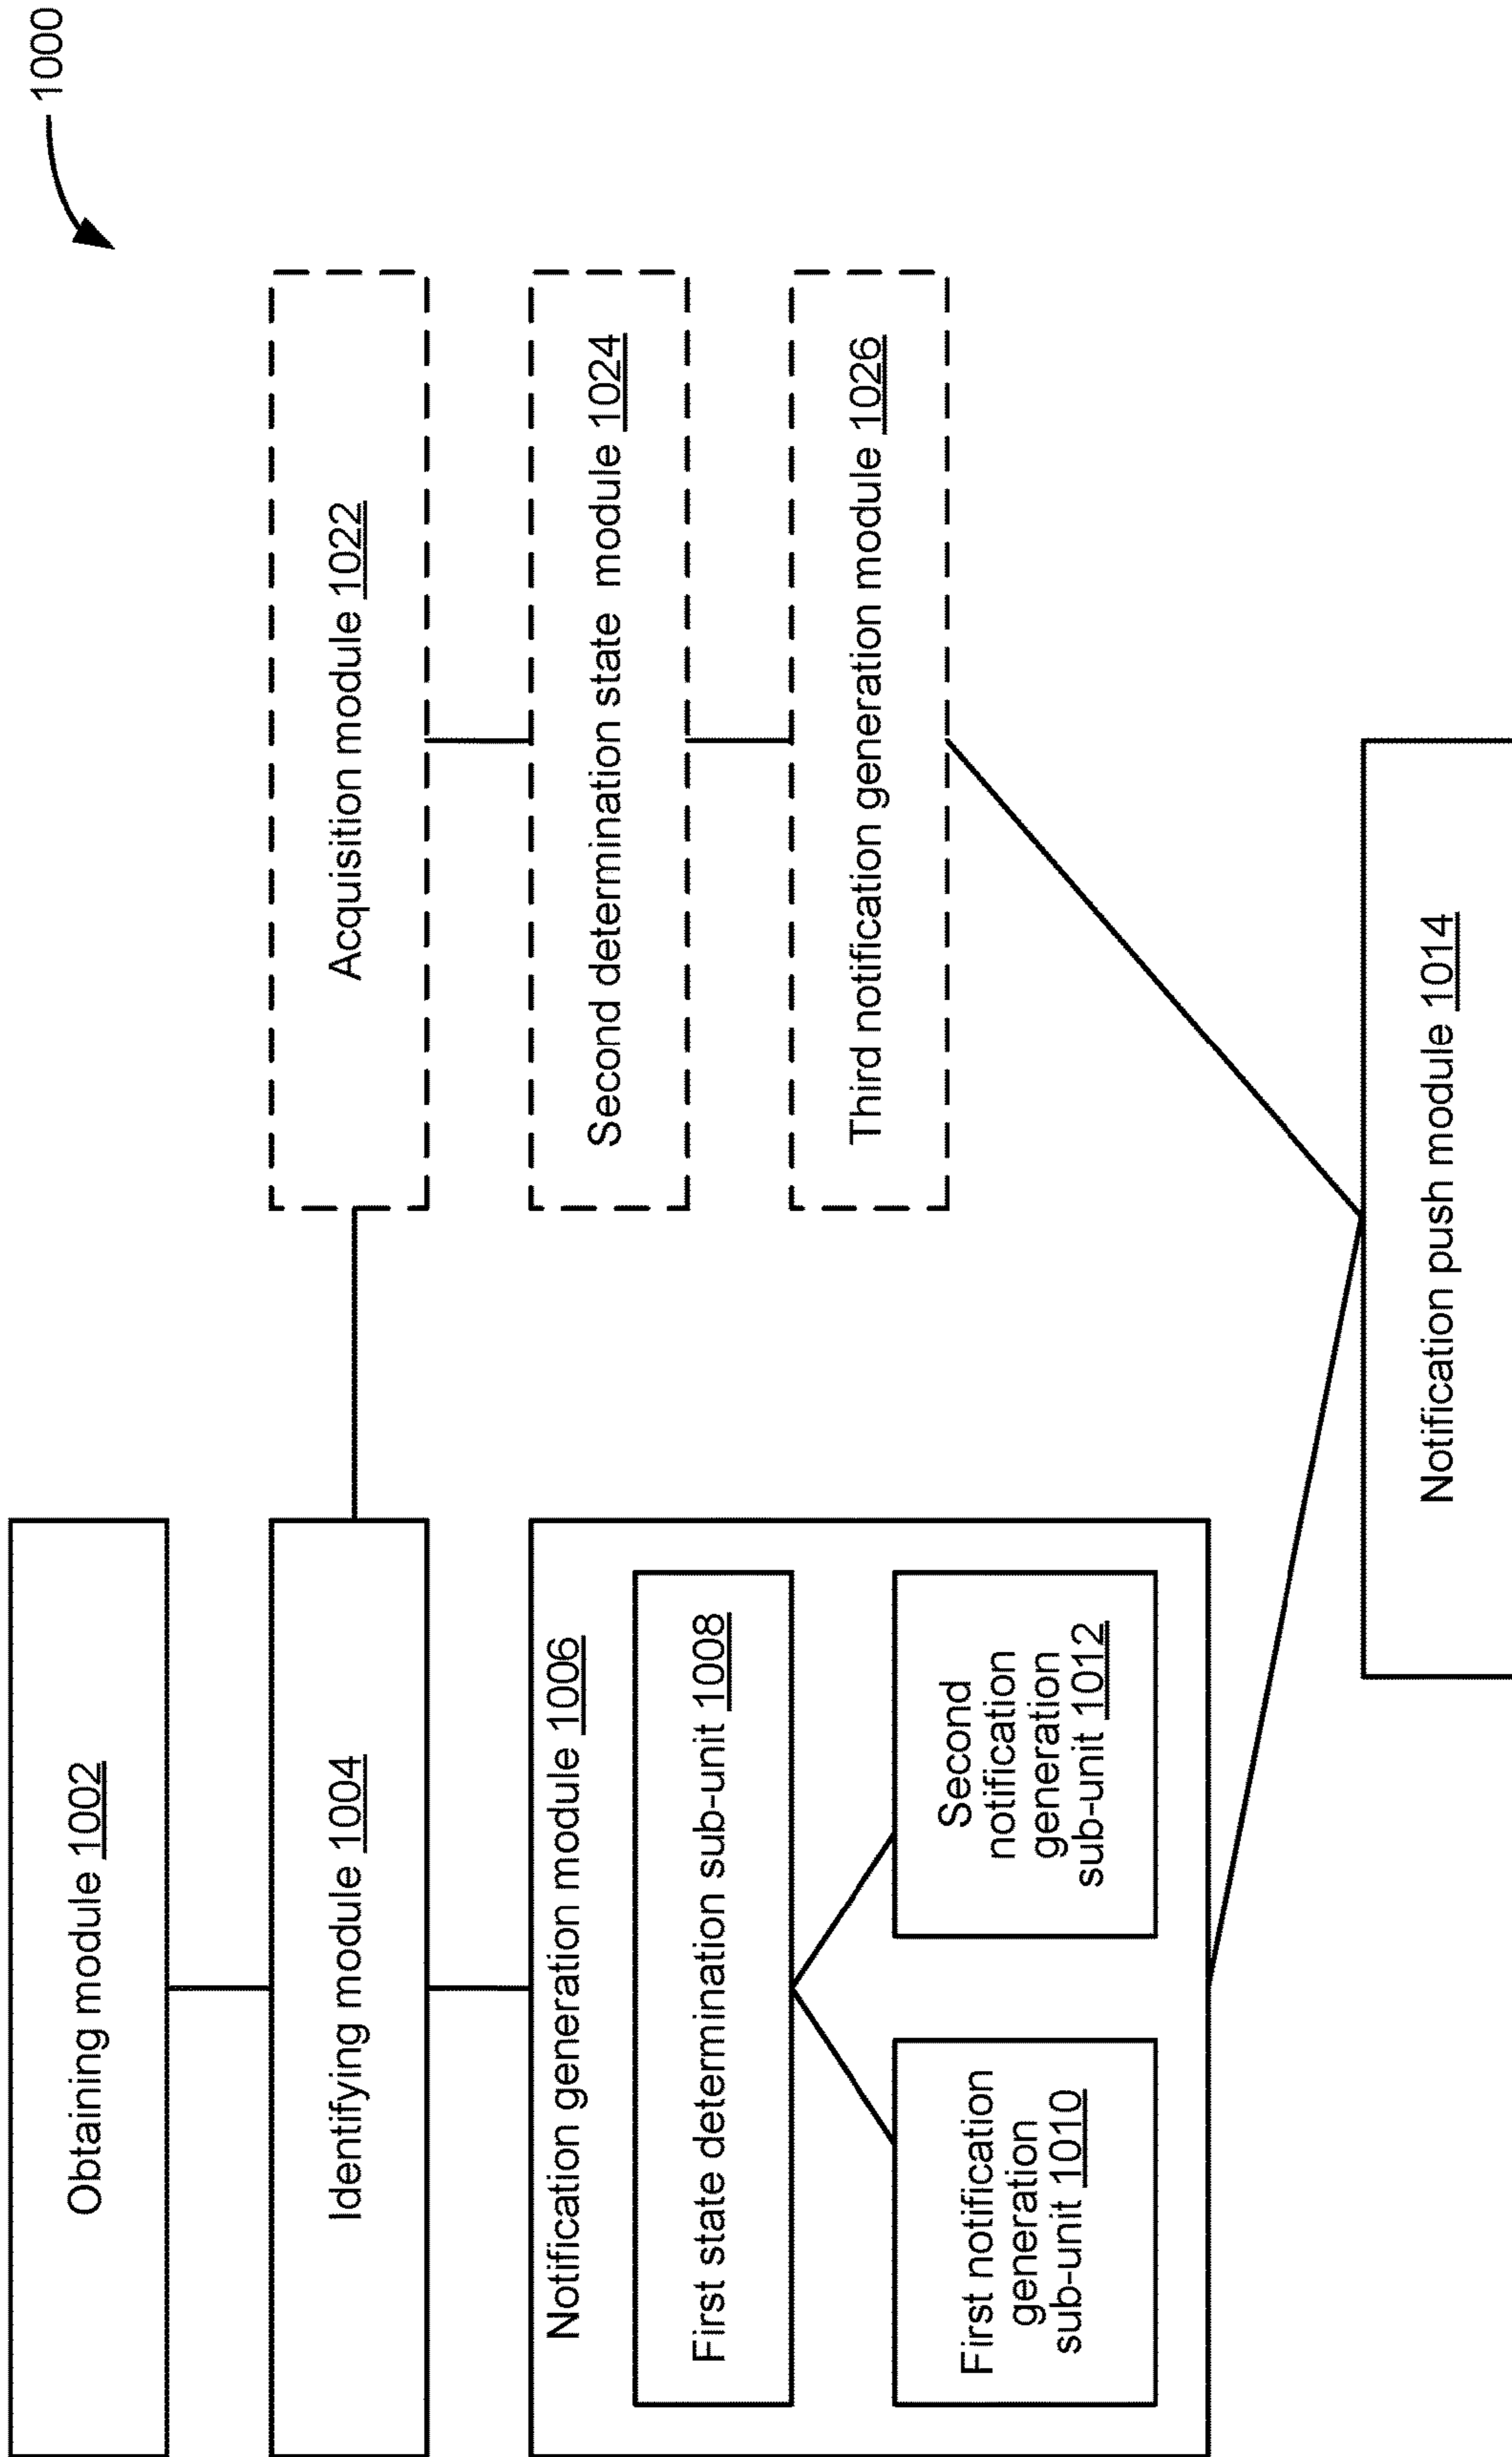 1000
Obtaining module 1002
Identifying module 1004
Acquisition module 1022
Notification generation module 1006
Second determination state module 1024
First state determination sub-unit 1008
Third notification generation module 1026
First notification
generation
sub-unit 1010
Second
notification
generation
sub-unit 1012
Notification push module 1014